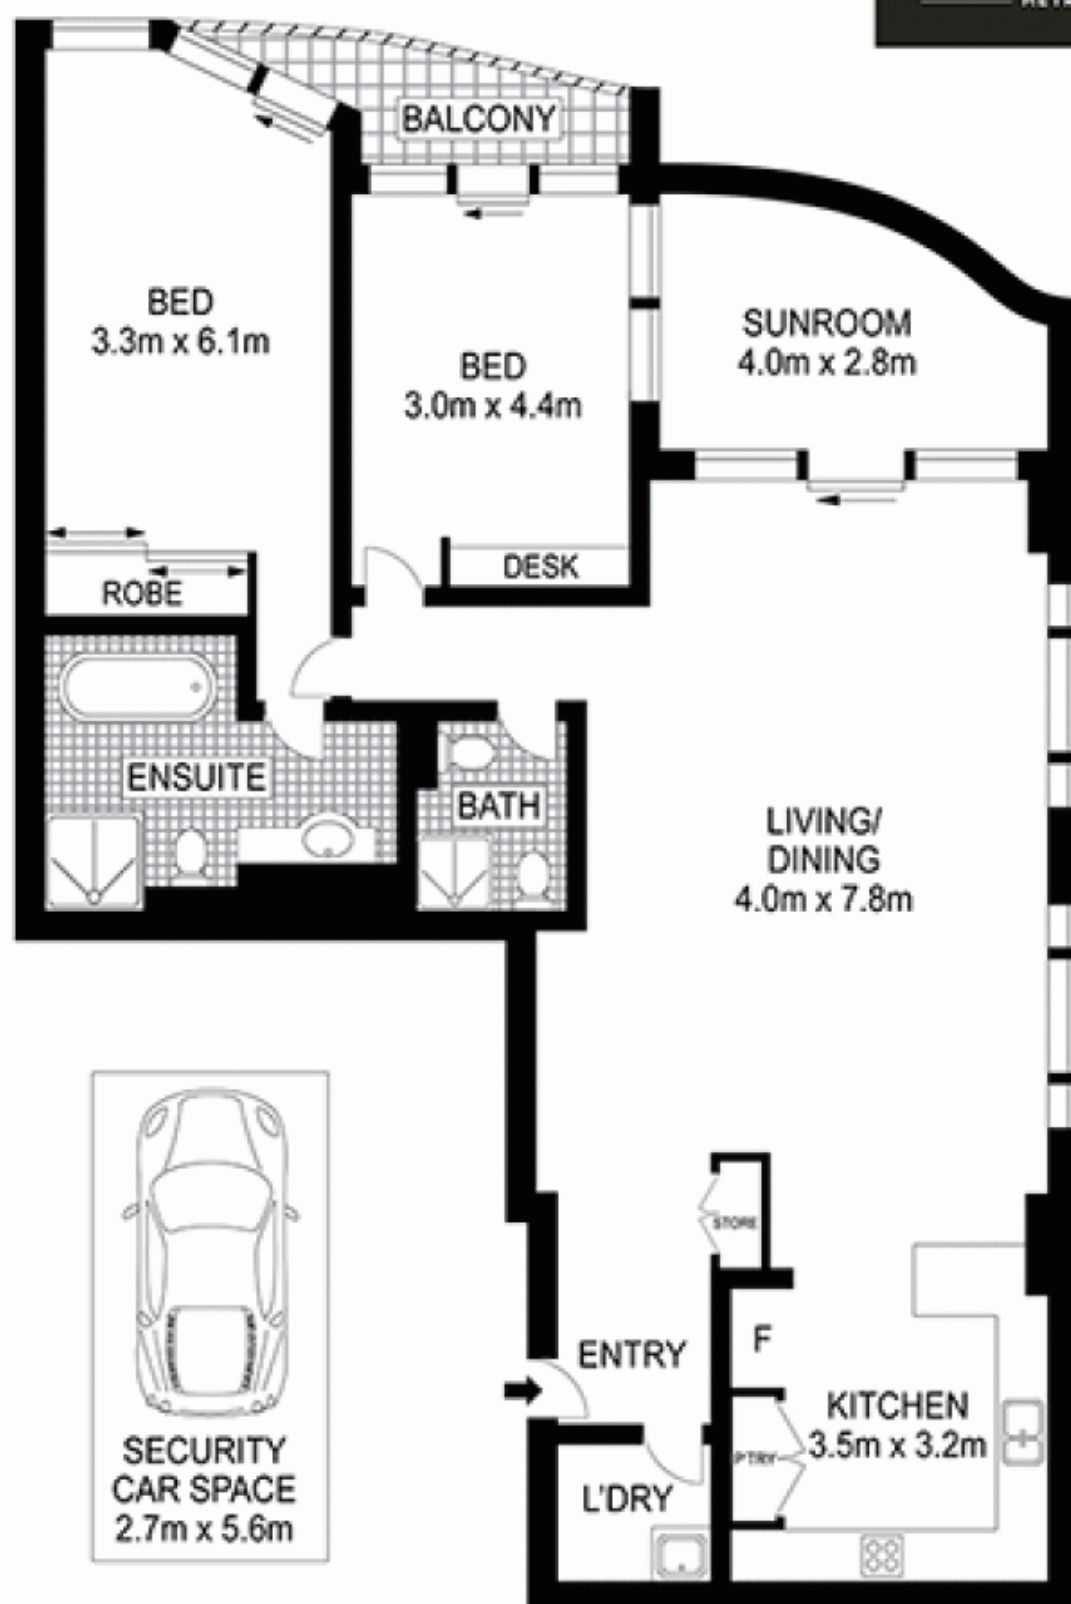 BALCONY
BED
3.3m x 6.1m
BED
3.0m x 4.4m
SUNROOM
4.0m x 2.8m
ROBE
DESK
ENSUITE
BATH
LIVING/
DINING
4.0m x 7.8m
STORE
ENTRY
F
KITCHEN
3.5m x 3.2m
PTRY
L'DRY
SECURITY
CAR SPACE
2.7m x 5.6m